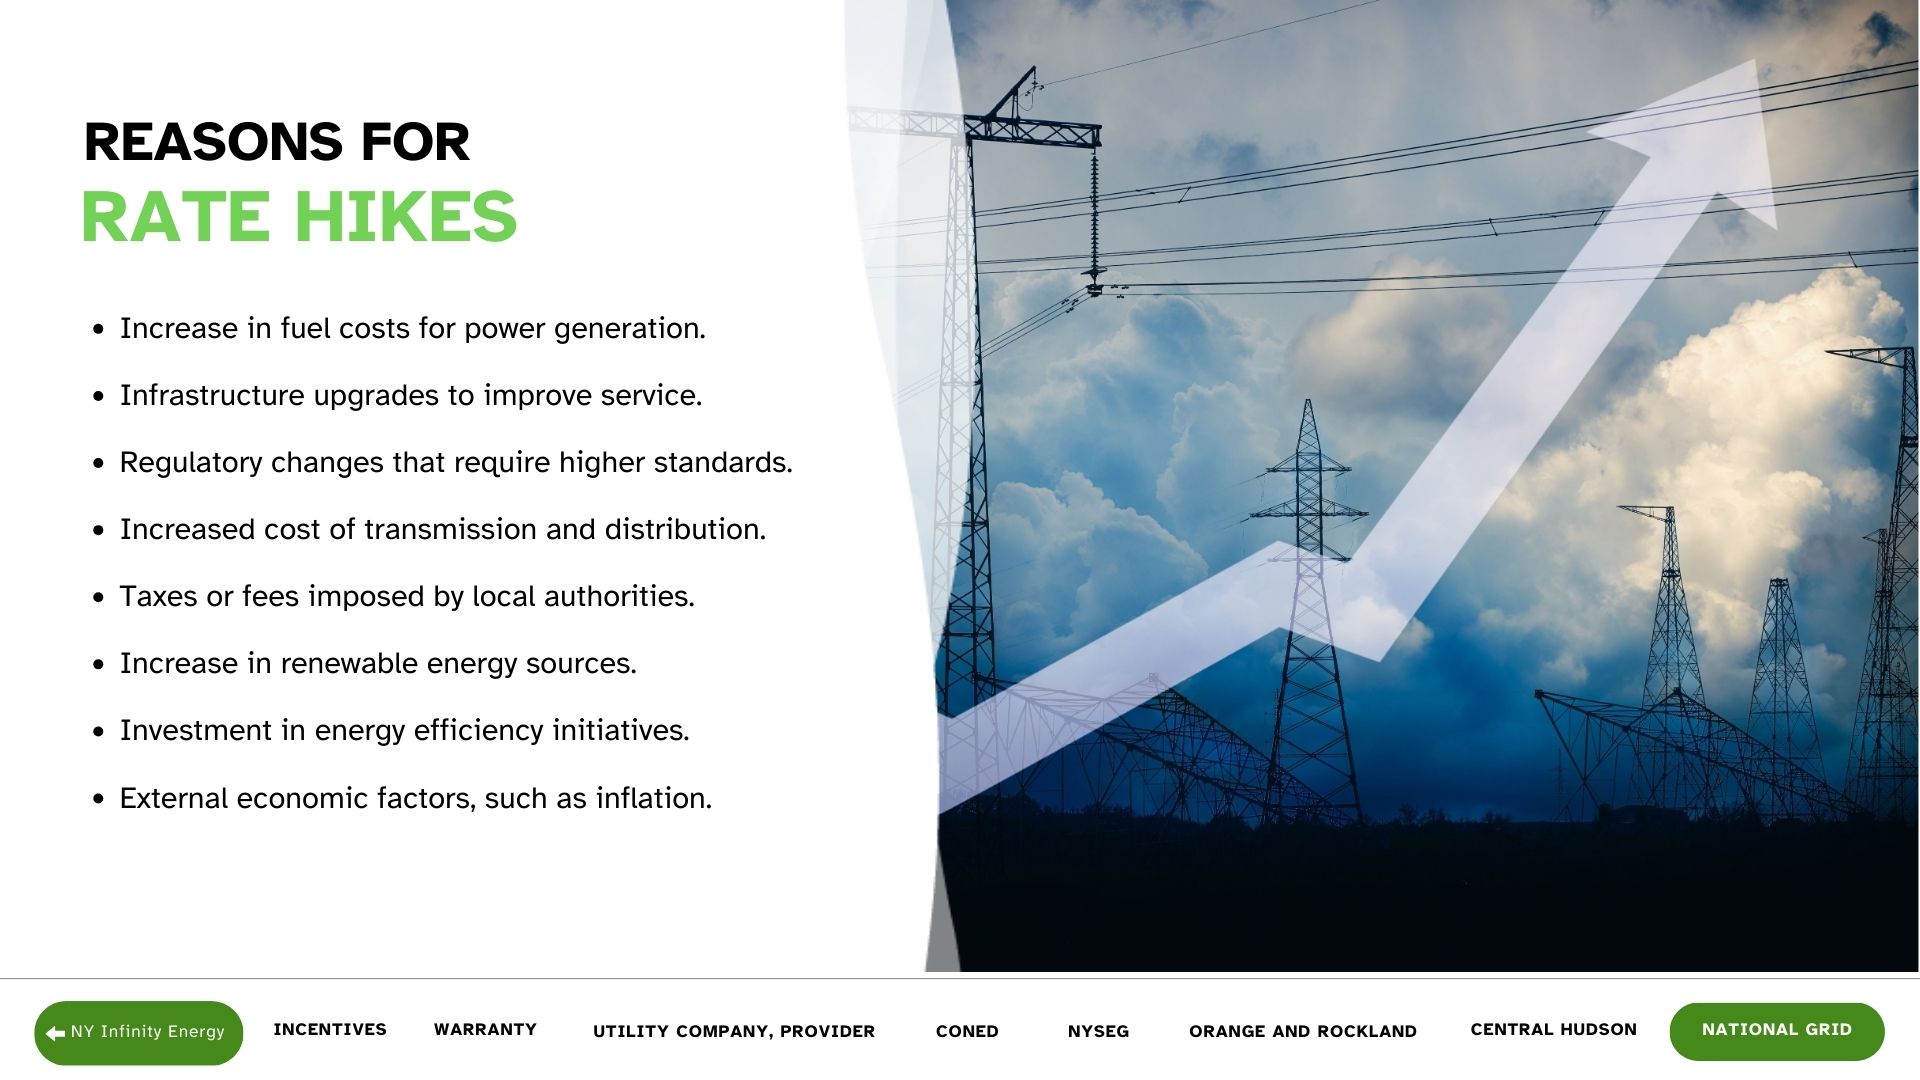 REASONS FOR
RATE HIKES
• Increase in fuel costs for power generation.
• Infrastructure upgrades to improve service.
• Regulatory changes that require higher standards.
• Increased cost of transmission and distribution.
• Taxes or fees imposed by local authorities.
• Increase in renewable energy sources.
• Investment in energy efficiency initiatives.
• External economic factors, such as inflation.
NY Infinity Energy
INCENTIVES
WARRANTY
UTILITY COMPANY, PROVIDER
CONED
NYSEG
ORANGE AND ROCKLAND
CENTRAL HUDSON
NATIONAL GRID